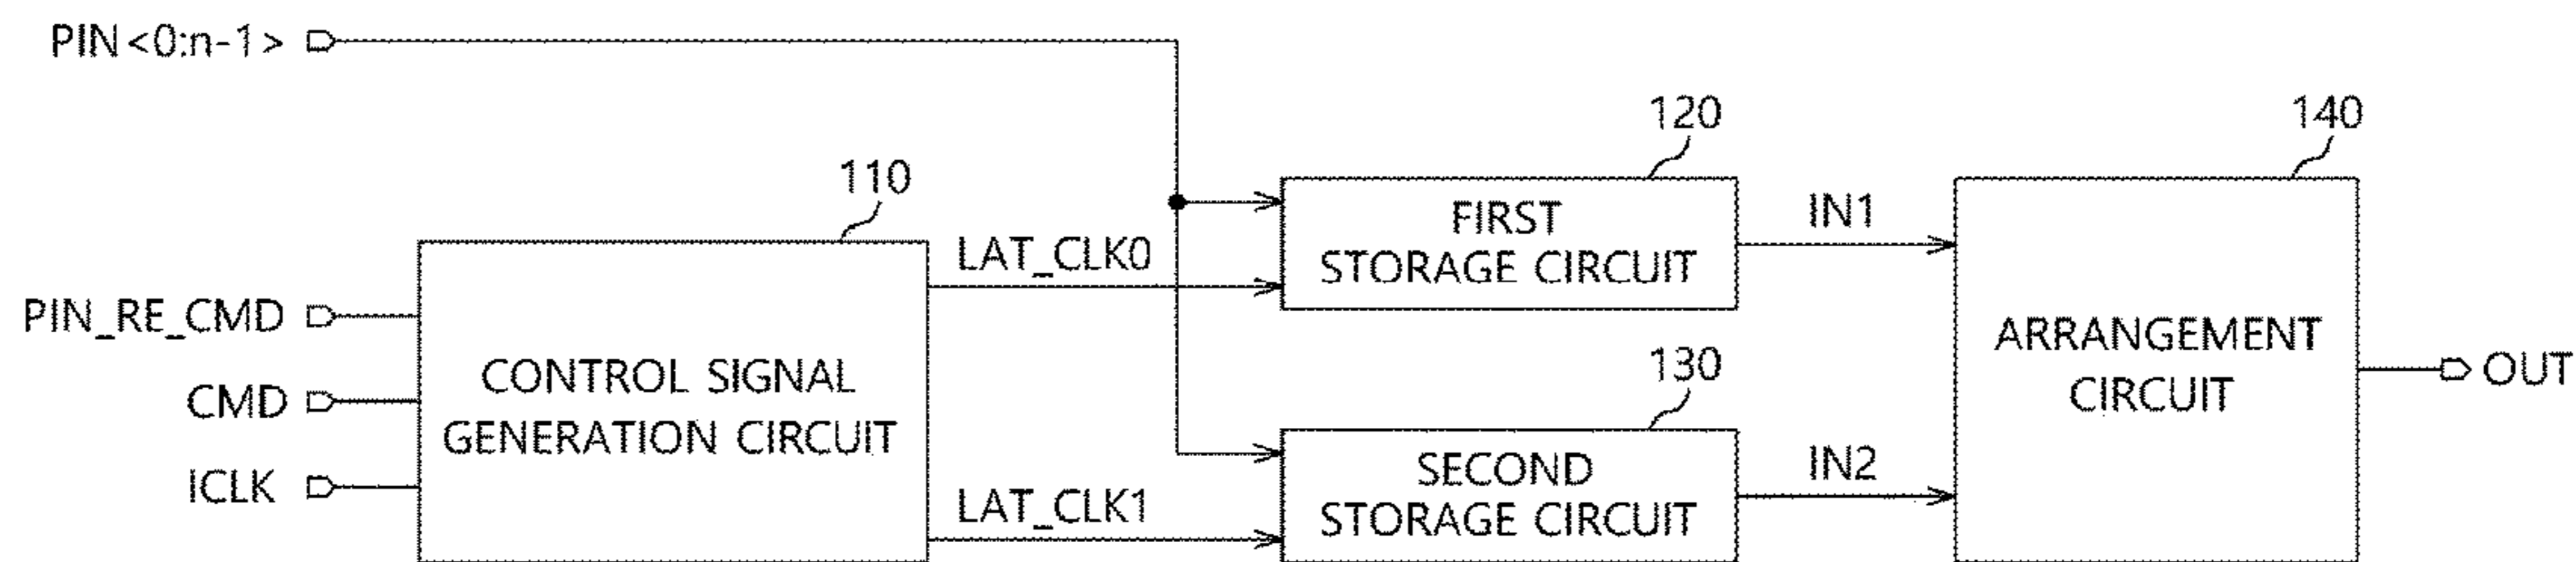 PIN<0:n-1>
120
140
110
FIRST
STORAGE CIRCUIT
IN1
LAT_CLK0
PIN_RE_CMD
CMD
ICLK
CONTROL SIGNAL
GENERATION CIRCUIT
ARRANGEMENT
CIRCUIT
OUT
130
SECOND
STORAGE CIRCUIT
IN2
LAT_CLK1